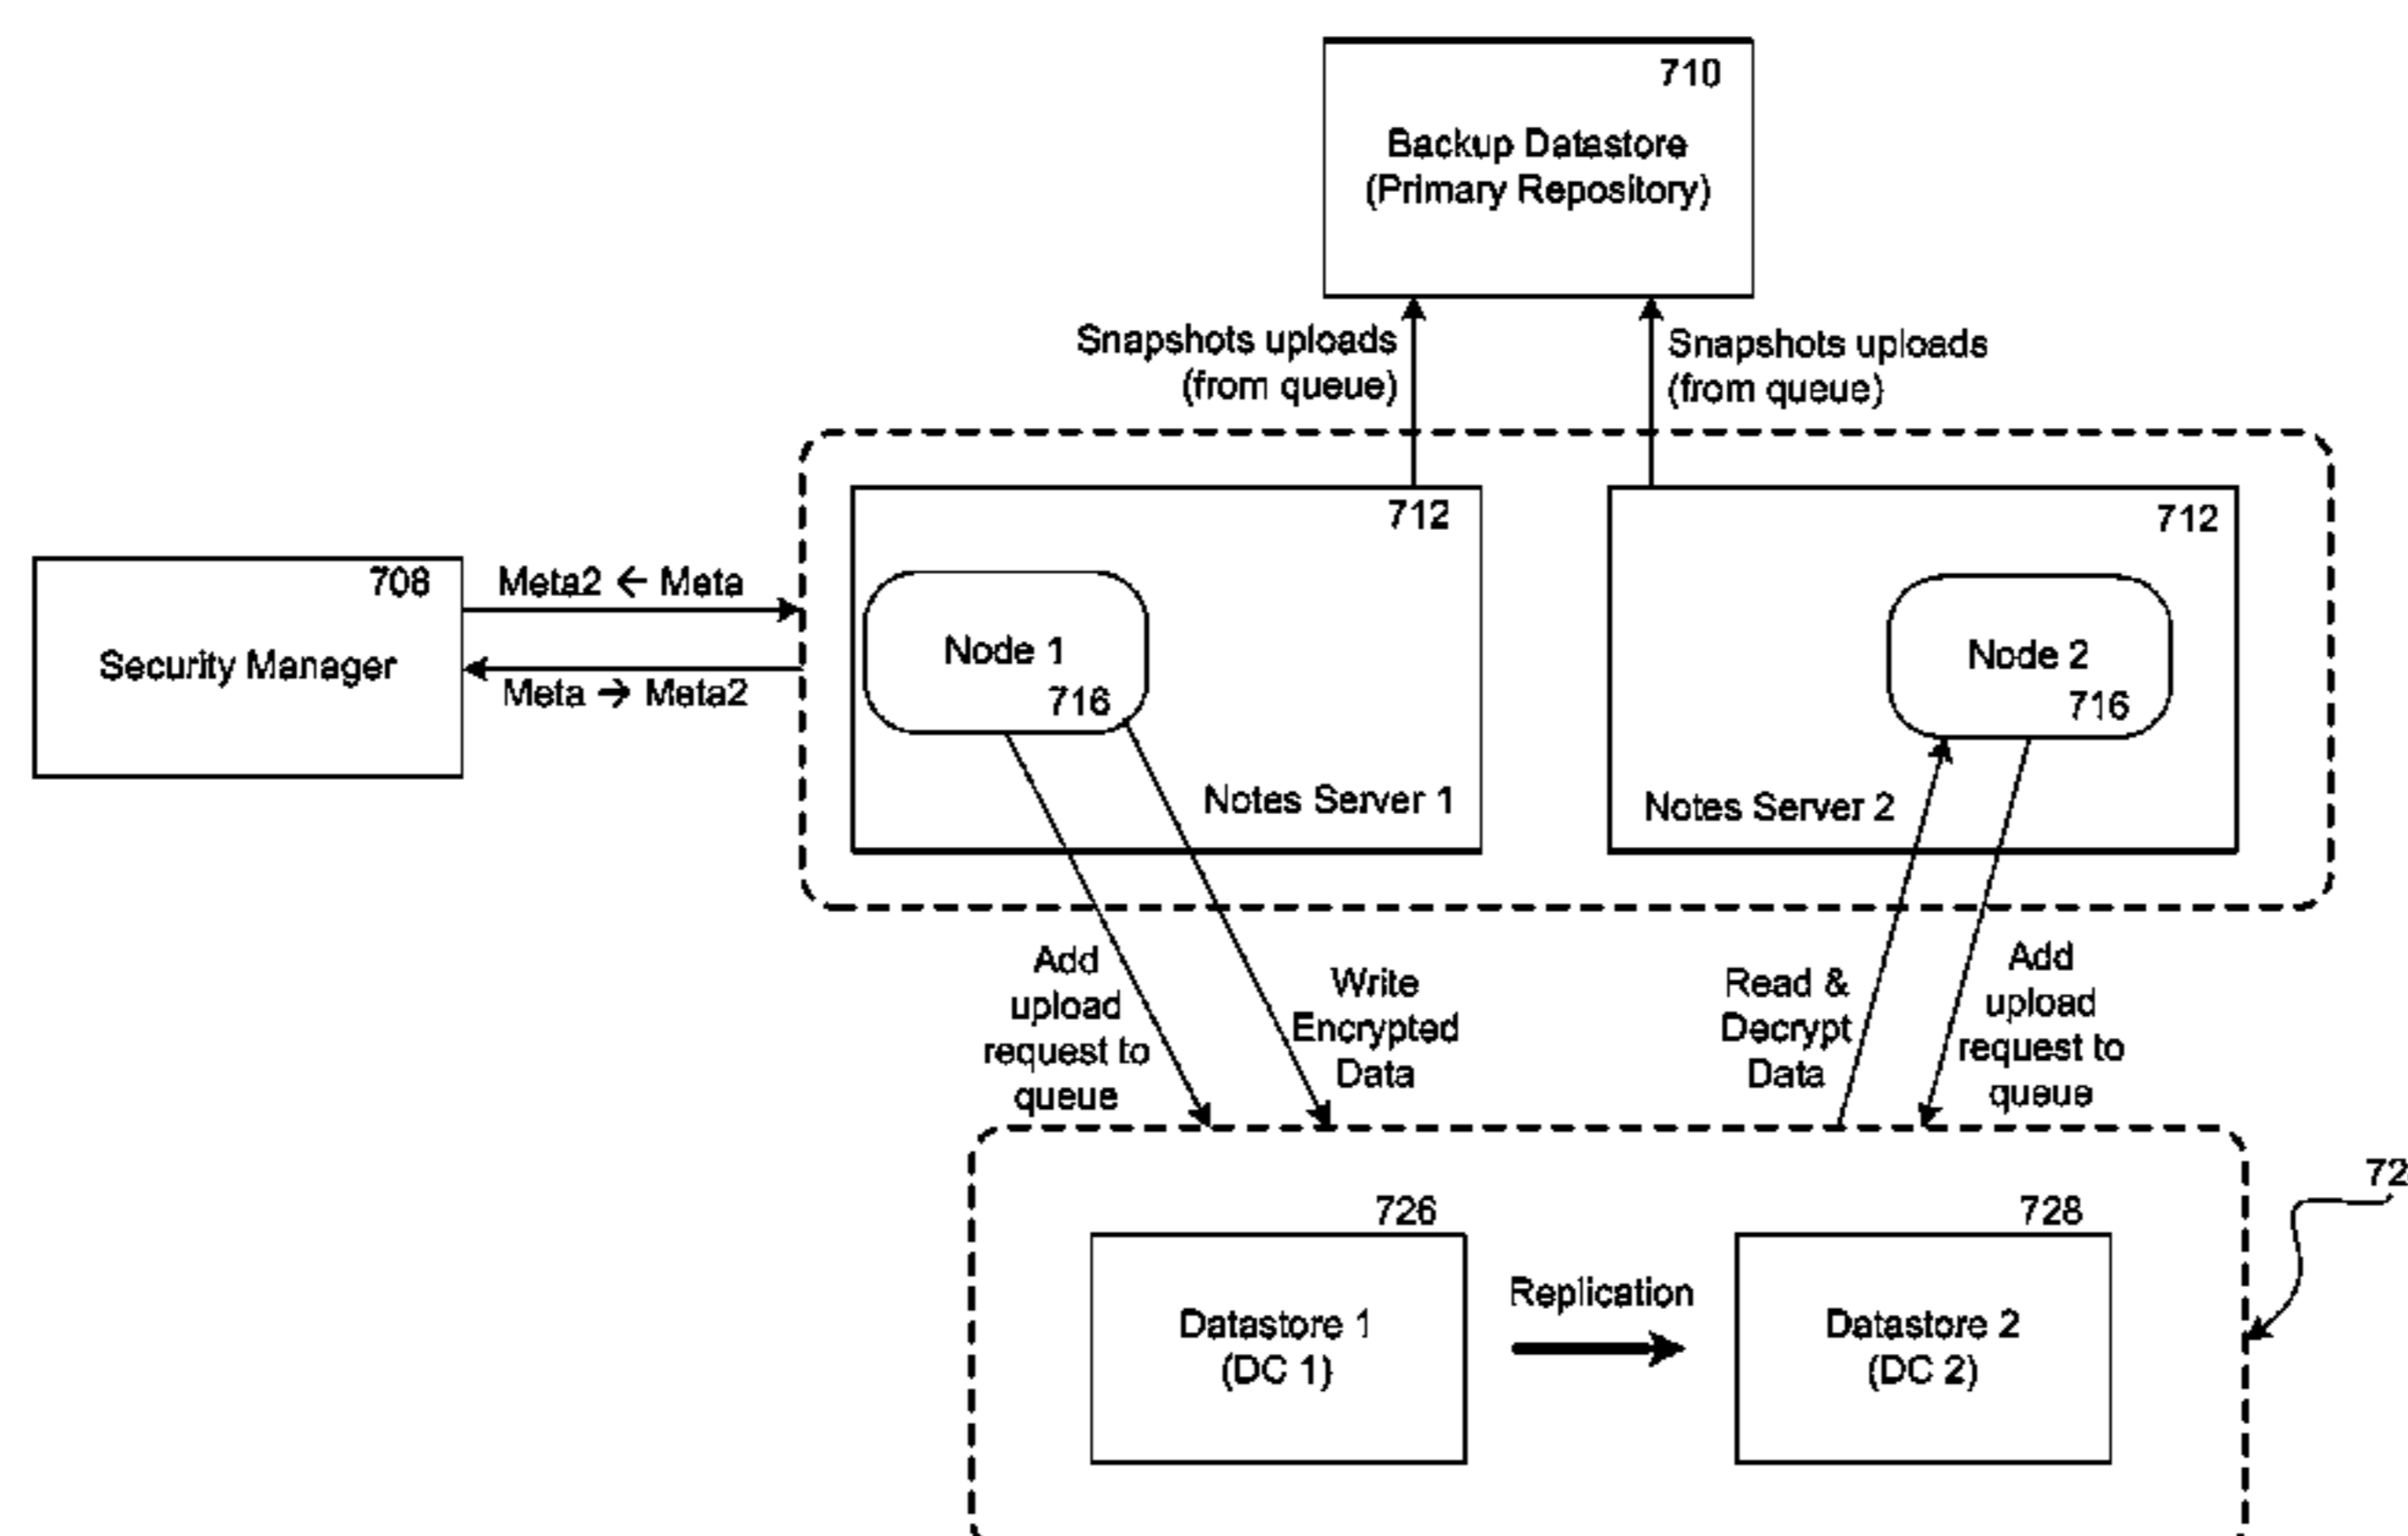 710
Backup Datastore
(Primary Repository)
Snapshots uploads
(from queue)
Snapshots uploads
(from queue)
708
Security Manager
Meta2 ← Meta
Meta → Meta2
712
Node 1
716
Notes Server 1
712
Node 2
716
Notes Server 2
Add
upload
request to
queue
Write
Encrypted
Data
Read &
Decrypt
Data
Add
upload
request to
queue
72
726
Datastore 1
(DC 1)
Replication
728
Datastore 2
(DC 2)